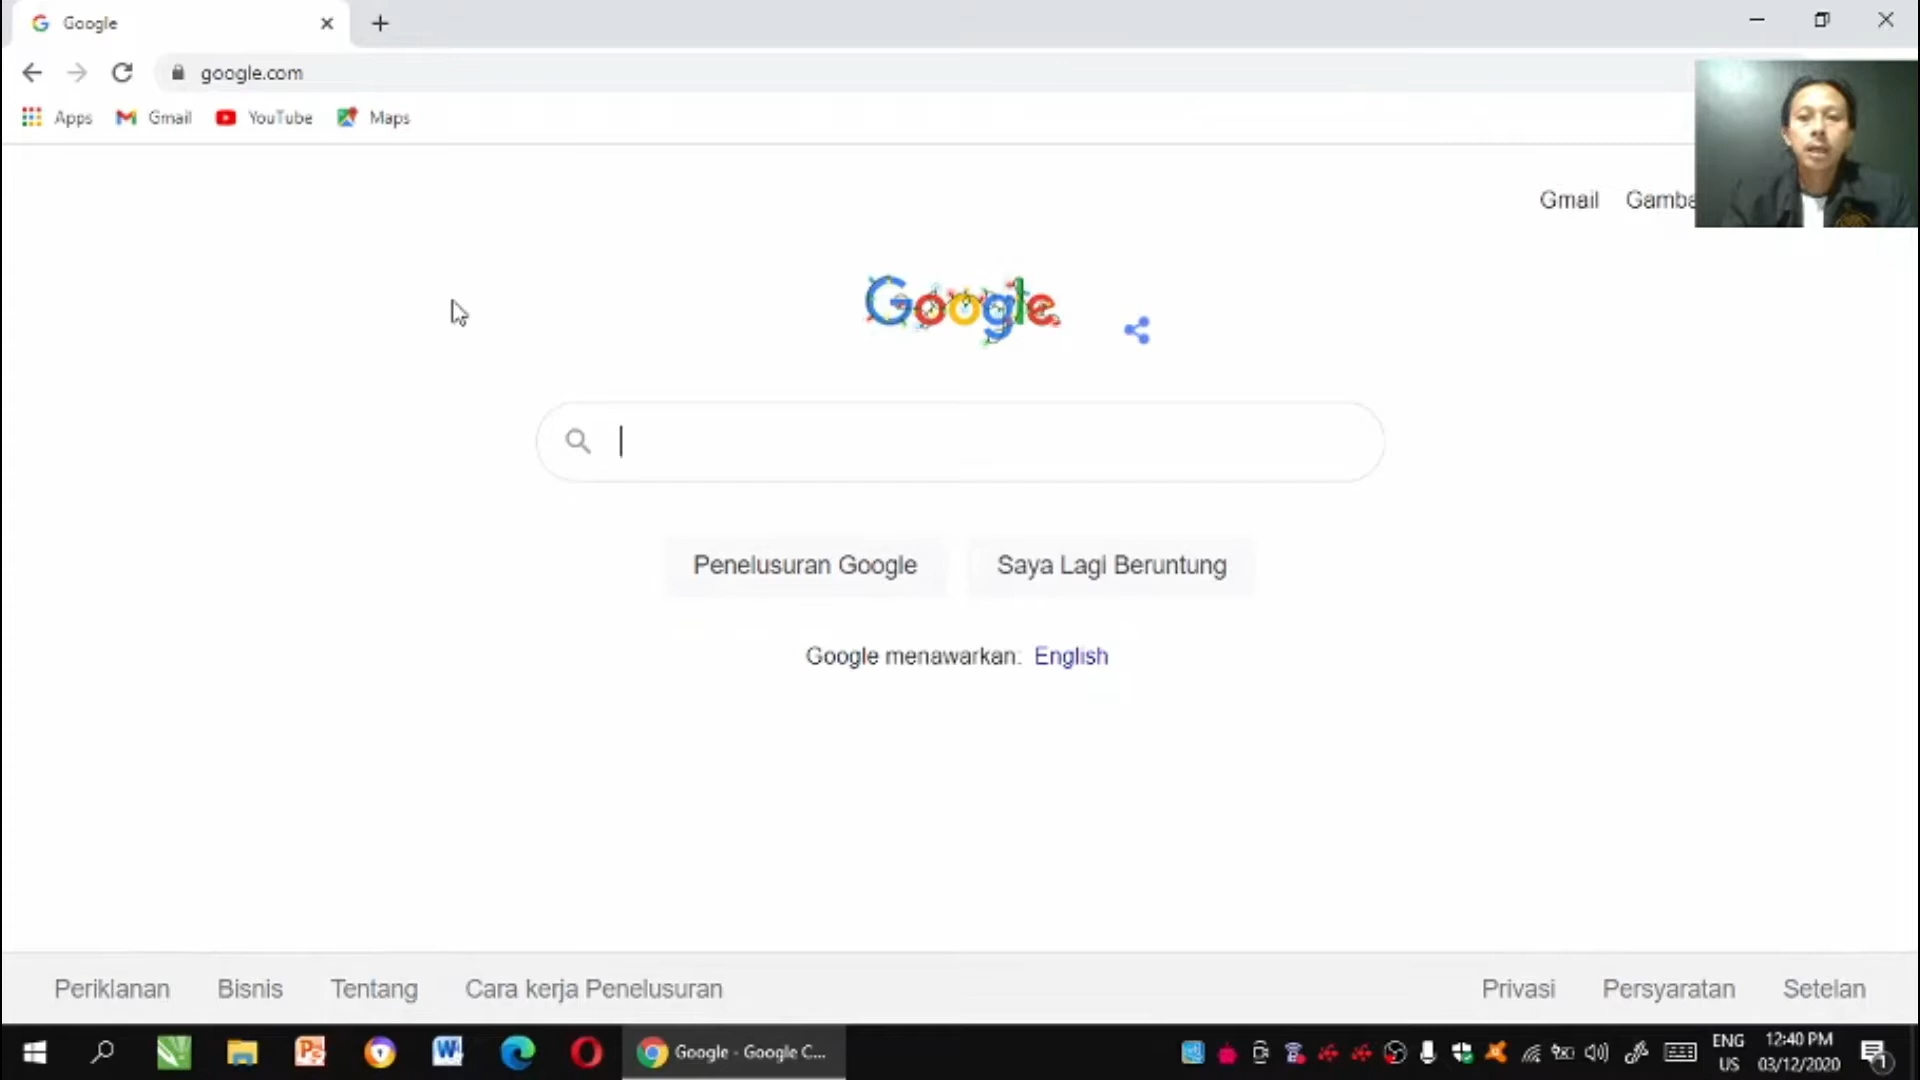 Google
google.com
Apps Gmail YouTube Maps
Gmail Gamba
Google
Penelusuran Google Saya Lagi Beruntung
Google menawarkan: English
Periklanan Bisnis Tentang Cara kerja Penelusuran Privasi Persyaratan Setelan
Google - Google C...
ENG 12:40 PM
US 03/12/2020
1